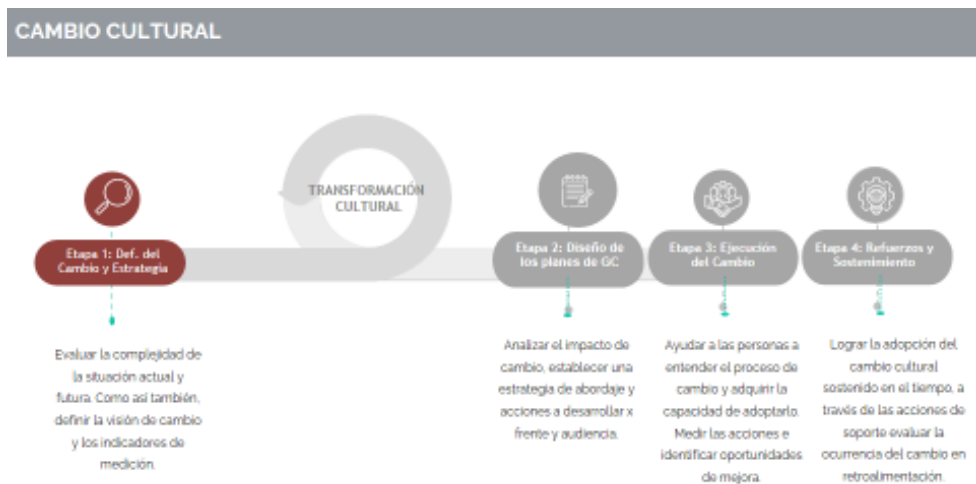 CAMBIO CULTURAL
TRANSFORMACIÓN
CULTURAL
Etapa 1: Def. del
Cambio y Estrategia
Etapa 2: Diseño de
los planes de GC
Etapa 3: Ejecución
del Cambio
Etapa 4: Refuerzos y
Sostenimiento
Evaluar la complejidad de
la situación actual y
futura. Como así también,
definir la visión de cambio
y los indicadores de
medición.
Analizar el impacto de
cambio, establecer una
estrategia de abordaje y
acciones a desarrollar x
frente y audiencia.
Ayudar a las personas a
entender el proceso de
cambio y adquirir la
capacidad de adoptarlo.
Medir las acciones e
identificar oportunidades
de mejora.
Lograr la adopción del
cambio cultural
sostenido en el tiempo, a
través de las acciones de
soporte evaluar la
ocurrencia del cambio en
retroalimentación.